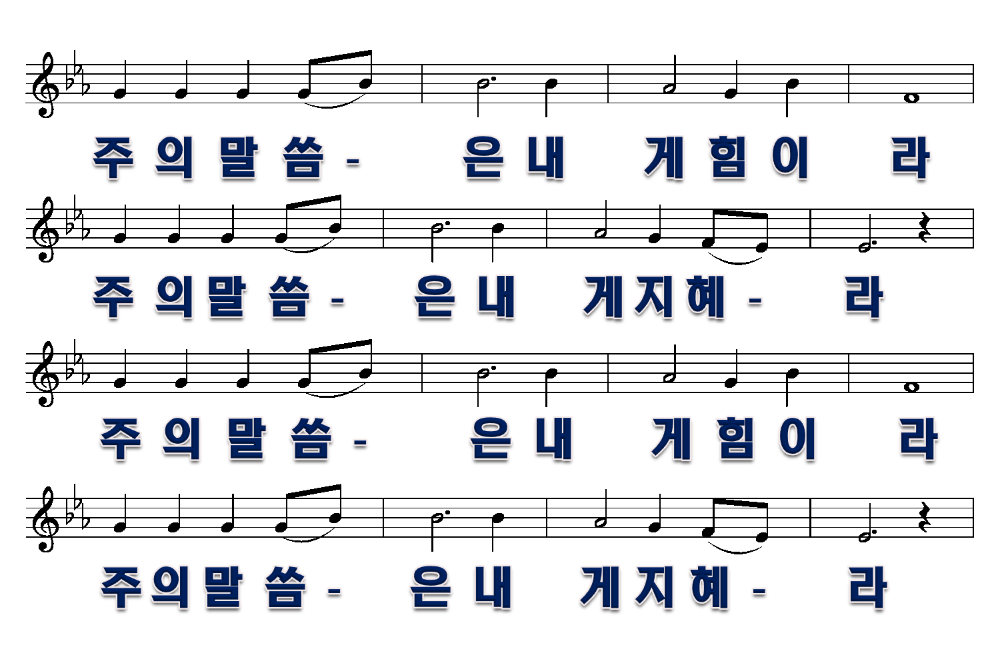 주 의 말 씀 - 은 내 게 힘 이 라
주 의 말 씀 - 은 내 게 지 혜 - 라
주 의 말 씀 - 은 내 게 힘 이 라
주 의 말 씀 - 은 내 게 지 혜 - 라